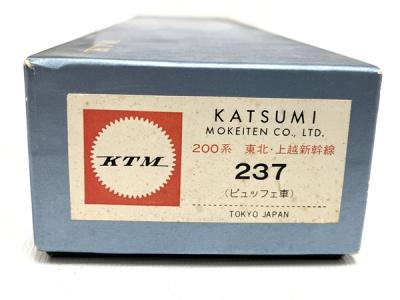 KTM
KATSUMI
MOKEITEN CO., LTD.
200系 東北・上越新幹線
237
(ビュッフェ車)
TOKYO JAPAN
KTM